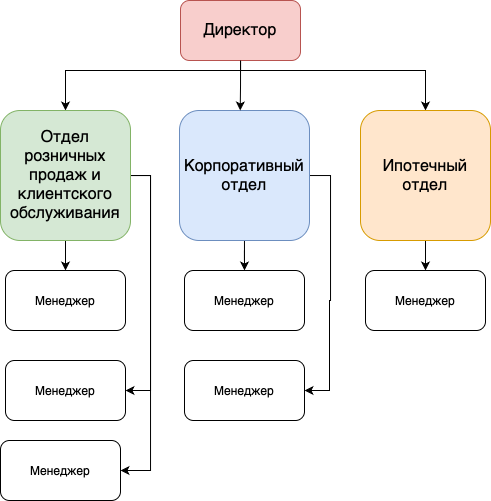 Директор
Отдел
розничных
продаж и
клиентского
обслуживания
Корпоративный
отдел
Ипотечный
отдел
Менеджер
Менеджер
Менеджер
Менеджер
Менеджер
Менеджер